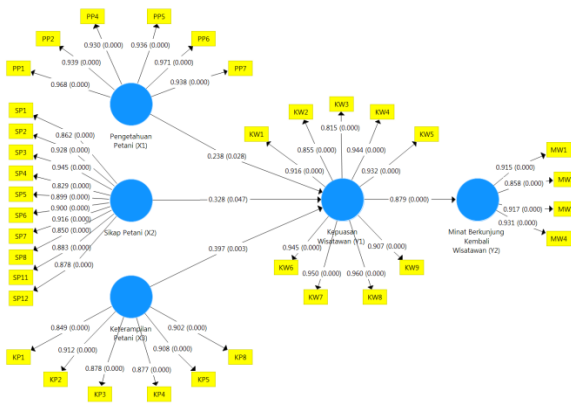 PP4
PP5
PP2
PP6
PP1
PP7
0.930 (0.000)
0.936 (0.000)
0.939 (0.000)
0.971 (0.000)
0.968 (0.000)
0.938 (0.000)
Pengetahuan
Petani (X1)
SP1
SP2
SP3
SP4
SP5
SP6
SP7
SP8
SP11
SP12
0.862 (0.000)
0.928 (0.000)
0.945 (0.000)
0.829 (0.000)
0.899 (0.000)
0.900 (0.000)
0.916 (0.000)
0.850 (0.000)
0.883 (0.000)
0.878 (0.000)
Sikap Petani (X2)
Keterampilan
Petani (X3)
0.849 (0.000)
0.912 (0.000)
0.878 (0.000)
0.877 (0.000)
0.908 (0.000)
0.902 (0.000)
KP1
KP2
KP3
KP4
KP5
KP8
0.238 (0.028)
0.328 (0.047)
0.397 (0.003)
KW1
KW2
KW3
KW4
KW5
0.916 (0.000)
0.855 (0.000)
0.815 (0.000)
0.944 (0.000)
0.932 (0.000)
Kepuasan
Wisatawan (Y1)
0.945 (0.000)
0.950 (0.000)
0.960 (0.000)
0.907 (0.000)
KW6
KW7
KW8
KW9
0.879 (0.000)
Minat Berkunjung
Kembali
Wisatawan (Y2)
0.915 (0.000)
0.858 (0.000)
0.917 (0.000)
0.931 (0.000)
MW1
MW
MW
MW4